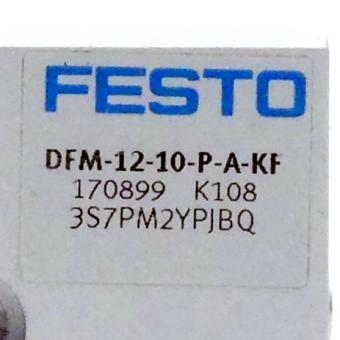 FESTO
DFM-12-10-P-A-KF
170899 K108
3S7PM2YPJBQ